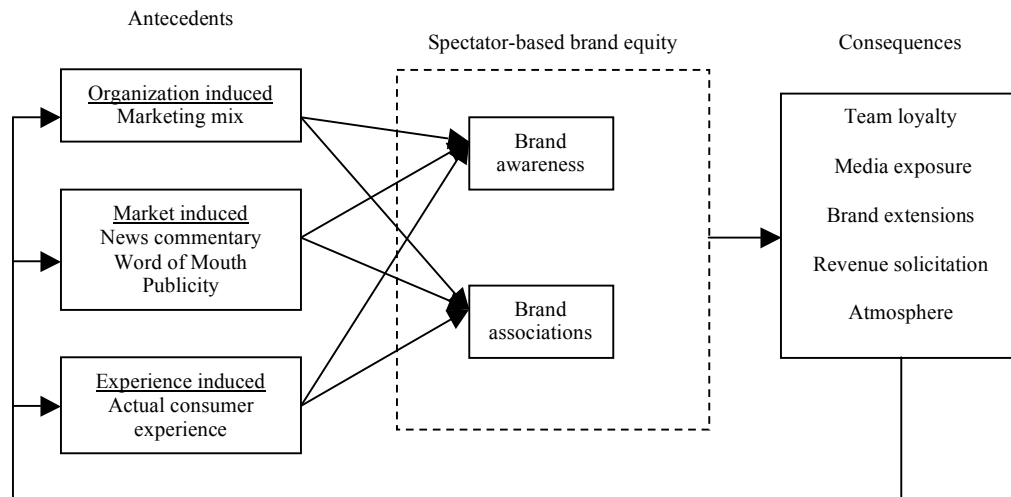 Antecedents
Spectator-based brand equity
Consequences
Organization induced
Marketing mix
Market induced
News commentary
Word of Mouth
Publicity
Experience induced
Actual consumer
experience
Brand
awareness
Brand
associations
Team loyalty
Media exposure
Brand extensions
Revenue solicitation
Atmosphere